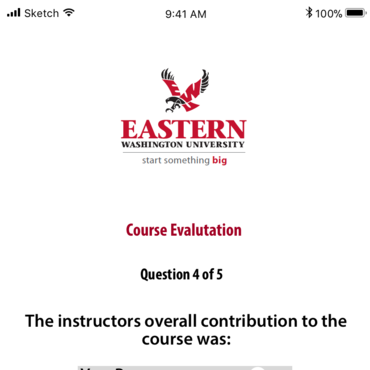 Sketch 9:41 AM 100%
EASTERN
WASHINGTON UNIVERSITY
start something big
Course Evalutation
Question 4 of 5
The instructors overall contribution to the
course was: